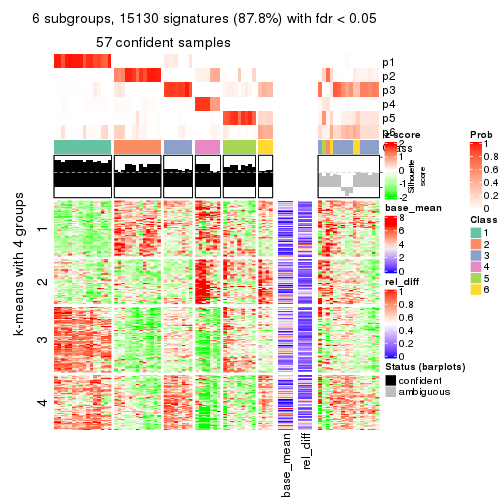 6 subgroups, 15130 signatures (87.8%) with fdr < 0.05
57 confident samples
p1
p2
p3
p4
p5
p6
z-score
2
1
0
-1
-2
Silhouette
score
Prob
1
0.8
0.6
0.4
0.2
0
Class
1
2
3
4
5
6
base_mean
8
6
4
2
0
rel_diff
1
0.8
0.6
0.4
0.2
0
Status (barplots)
confident
ambiguous
k-means with 4 groups
1
2
3
4
base_mean
rel_diff